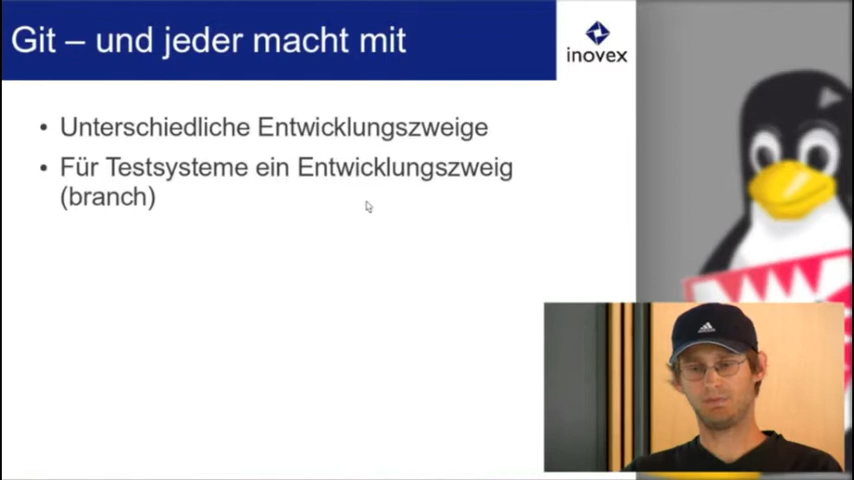 Git – und jeder macht mit
inovex
• Unterschiedliche Entwicklungszweige
• Für Testsysteme ein Entwicklungszweig
(branch)